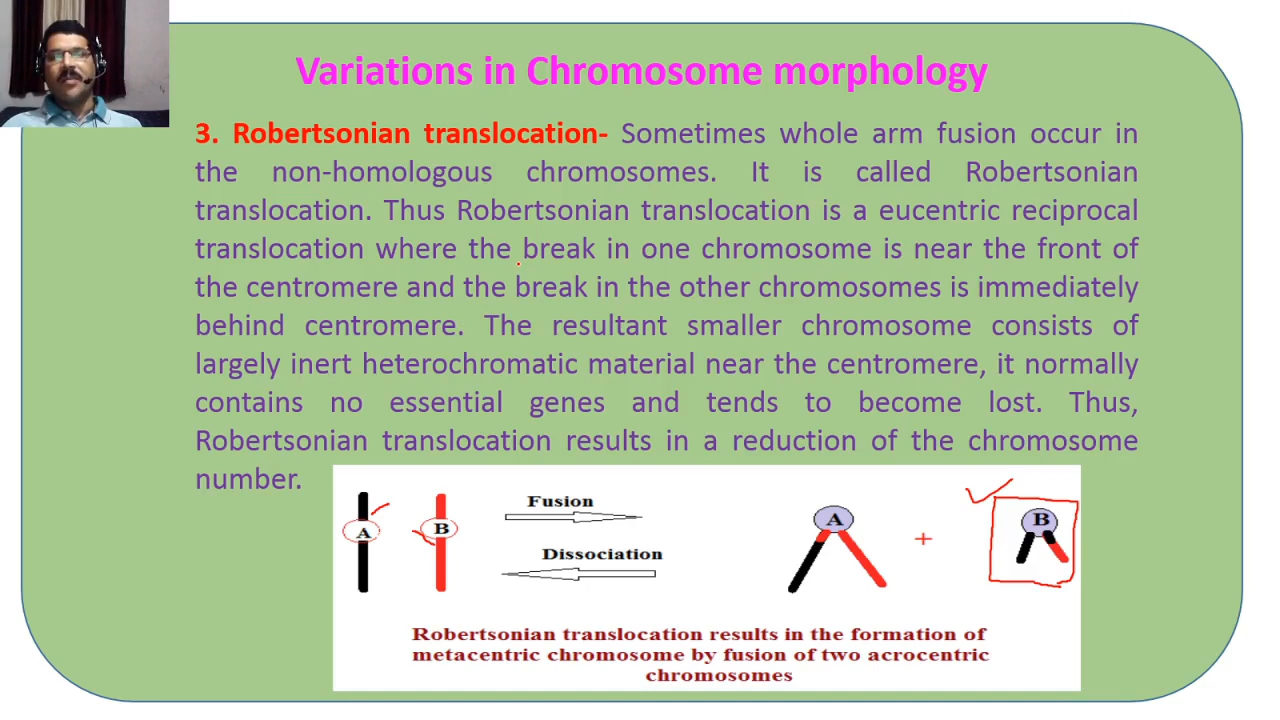 Variations in Chromosome morphology
3. Robertsonian translocation- Sometimes whole arm fusion occur in
the non-homologous chromosomes. It is called Robertsonian
translocation. Thus Robertsonian translocation is a eucentric reciprocal
translocation where the break in one chromosome is near the front of
the centromere and the break in the other chromosomes is immediately
behind centromere. The resultant smaller chromosome consists of
largely inert heterochromatic material near the centromere, it normally
contains no essential genes and tends to become lost. Thus,
Robertsonian translocation results in a reduction of the chromosome
number.
Fusion
A B A + B
Dissociation
Robertsonian translocation results in the formation of
metacentric chromosome by fusion of two acrocentric
chromosomes